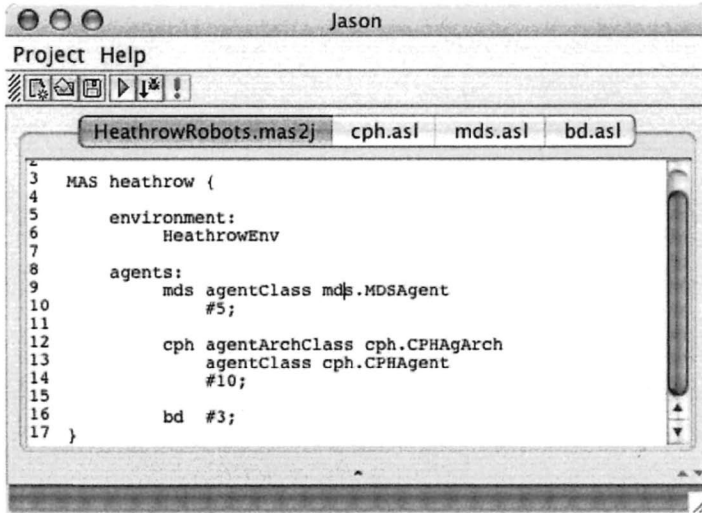 Jason
Project Help
HeathrowRobots.mas2j cph.asl mds.asl bd.asl
2
3 MAS heathrow {
4
5 environment:
6 HeathrowEnv
7
8 agents:
9 mds agentClass mds.MDSAgent
10 #5;
11
12 cph agentArchClass cph.CPHAgArch
13 agentClass cph.CPHAgent
14 #10;
15
16 bd #3;
17 }